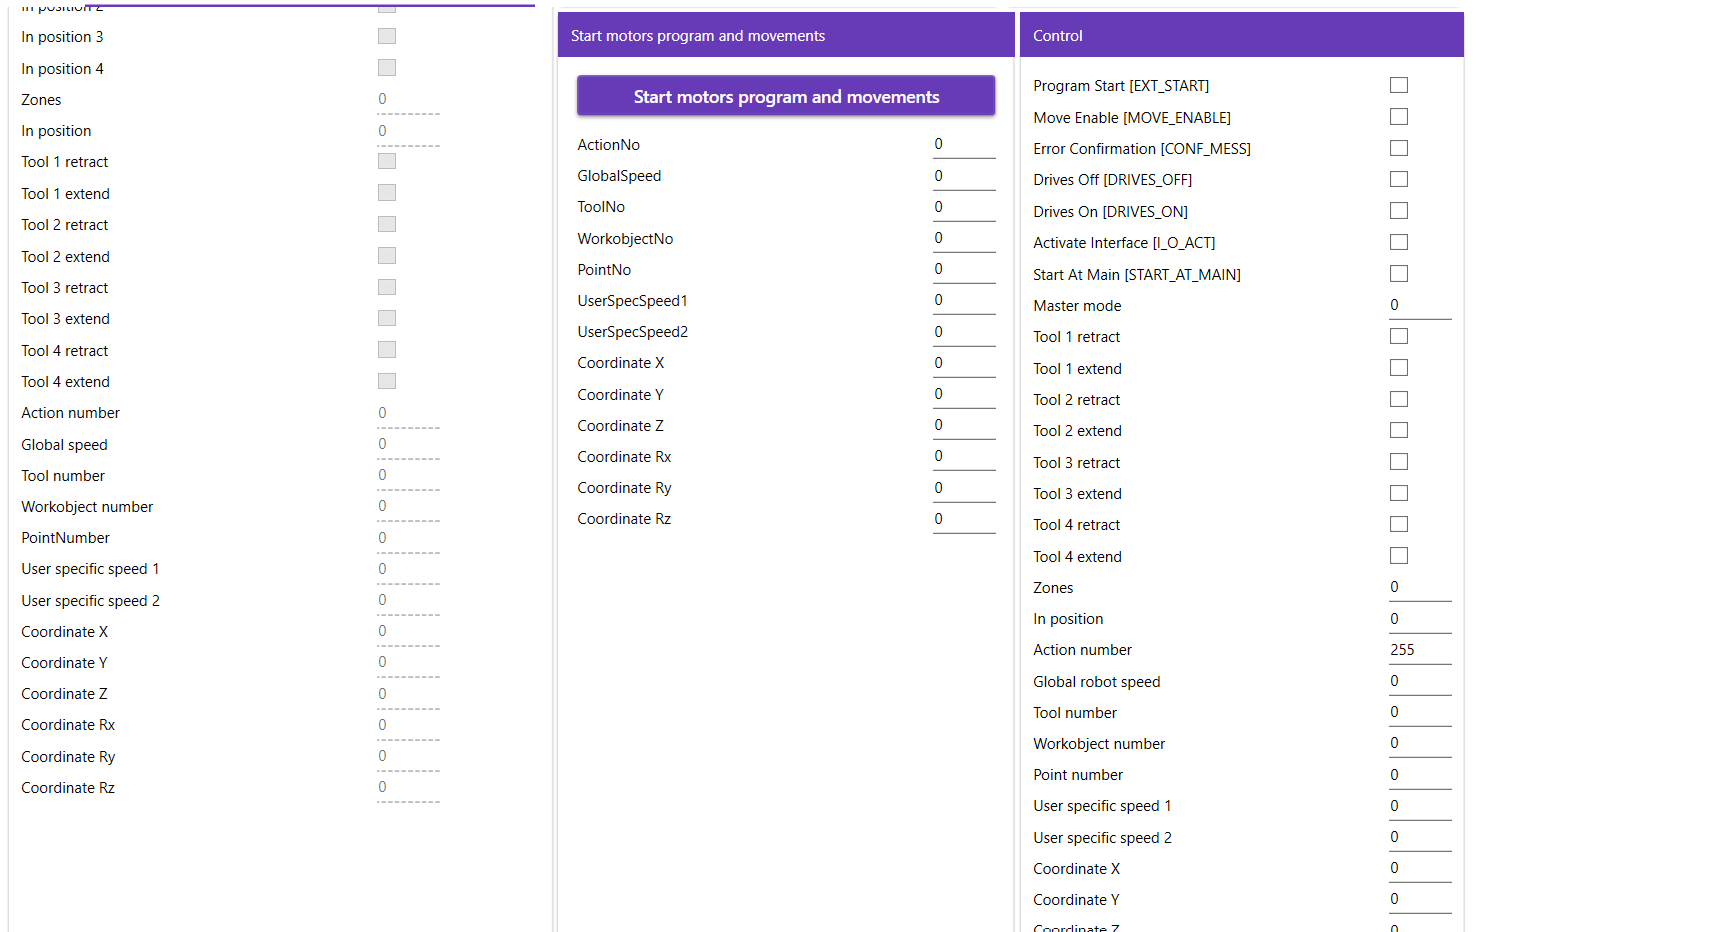 In position 2
In position 3
In position 4
Zones 0
In position 0
Tool 1 retract
Tool 1 extend
Tool 2 retract
Tool 2 extend
Tool 3 retract
Tool 3 extend
Tool 4 retract
Tool 4 extend
Action number 0
Global speed 0
Tool number 0
Workobject number 0
PointNumber 0
User specific speed 1 0
User specific speed 2 0
Coordinate X 0
Coordinate Y 0
Coordinate Z 0
Coordinate Rx 0
Coordinate Ry 0
Coordinate Rz 0
Start motors program and movements
Start motors program and movements
ActionNo 0
GlobalSpeed 0
ToolNo 0
WorkobjectNo 0
PointNo 0
UserSpecSpeed1 0
UserSpecSpeed2 0
Coordinate X 0
Coordinate Y 0
Coordinate Z 0
Coordinate Rx 0
Coordinate Ry 0
Coordinate Rz 0
Control
Program Start [EXT_START]
Move Enable [MOVE_ENABLE]
Error Confirmation [CONF_MESS]
Drives Off [DRIVES_OFF]
Drives On [DRIVES_ON]
Activate Interface [I_O_ACT]
Start At Main [START_AT_MAIN]
Master mode 0
Tool 1 retract
Tool 1 extend
Tool 2 retract
Tool 2 extend
Tool 3 retract
Tool 3 extend
Tool 4 retract
Tool 4 extend
Zones 0
In position 0
Action number 255
Global robot speed 0
Tool number 0
Workobject number 0
Point number 0
User specific speed 1 0
User specific speed 2 0
Coordinate X 0
Coordinate Y 0
Coordinate Z 0